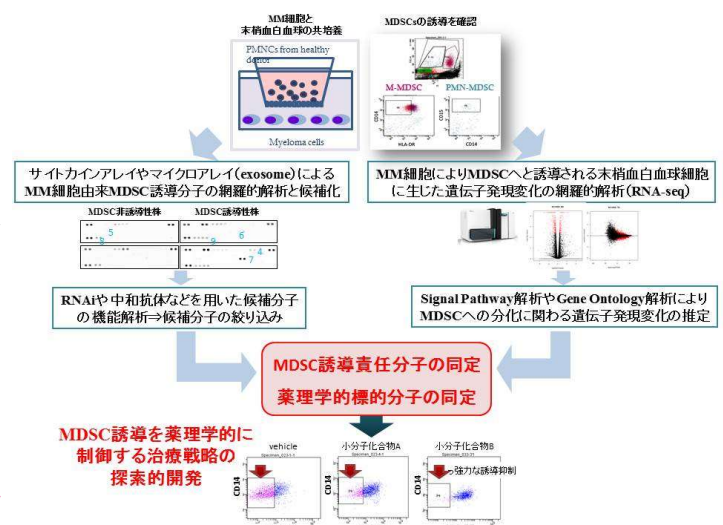 MM細胞と
末梢血白血球の共培養
PMNCs from healthy
donor
Myeloma cells
MDSCsの誘導を確認
M-MDSC
PMN-MDSC
CD14
HLA-DR
CD15
CD14
サイトカインアレイやマイクロアレイ(exosome)による
MM細胞由来MDSC誘導分子の網羅的解析と候補化
MM細胞によりMDSCへと誘導される末梢血白血球細胞
に生じた遺伝子発現変化の網羅的解析(RNA-seq)
MDSC非誘導性株
MDSC誘導性株
5
6
4
7
RNAiや中和抗体などを用いた候補分子
の機能解析⇒候補分子の絞り込み
Signal Pathway解析やGene Ontology解析により
MDSCへの分化に関わる遺伝子発現変化の推定
MDSC誘導責任分子の同定
薬理学的標的分子の同定
MDSC誘導を薬理学的に
制御する治療戦略の
探索的開発
vehicle
小分子化合物A
小分子化合物B
強力な誘導抑制
CD14
CD14
CD14